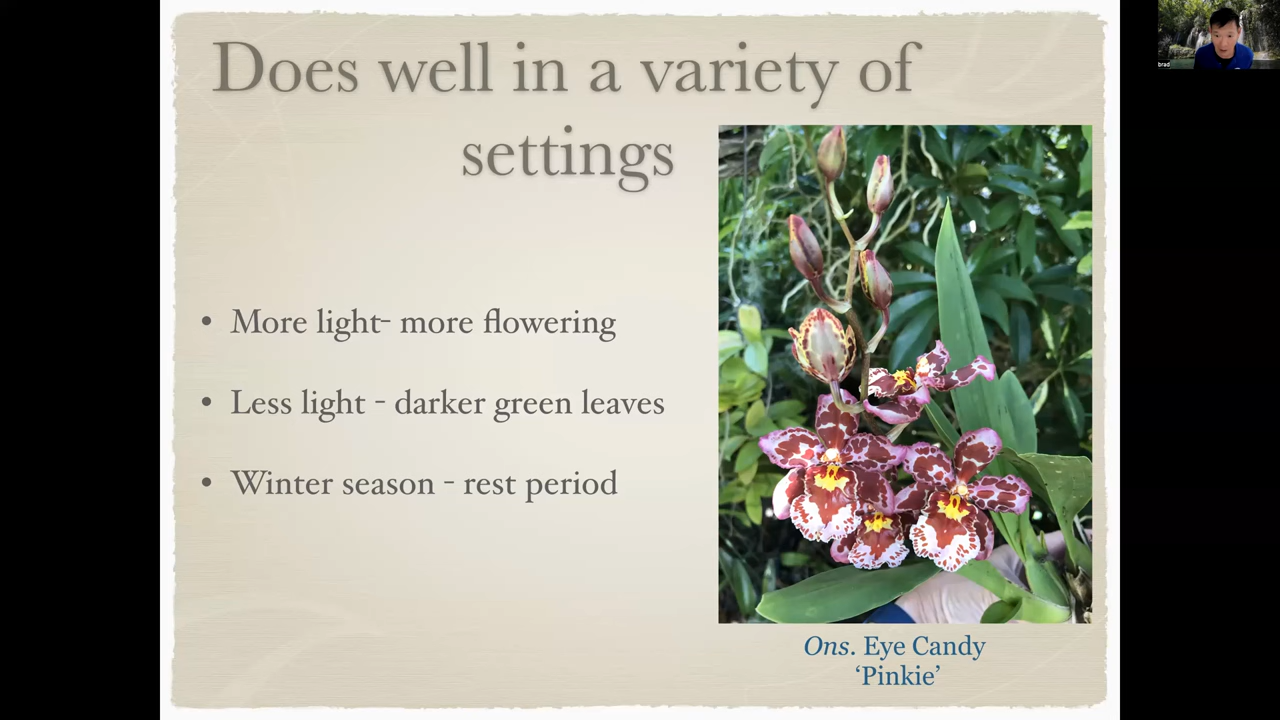 Does well in a variety of
settings
• More light- more flowering
• Less light - darker green leaves
• Winter season - rest period
Ons. Eye Candy
‘Pinkie’
brad